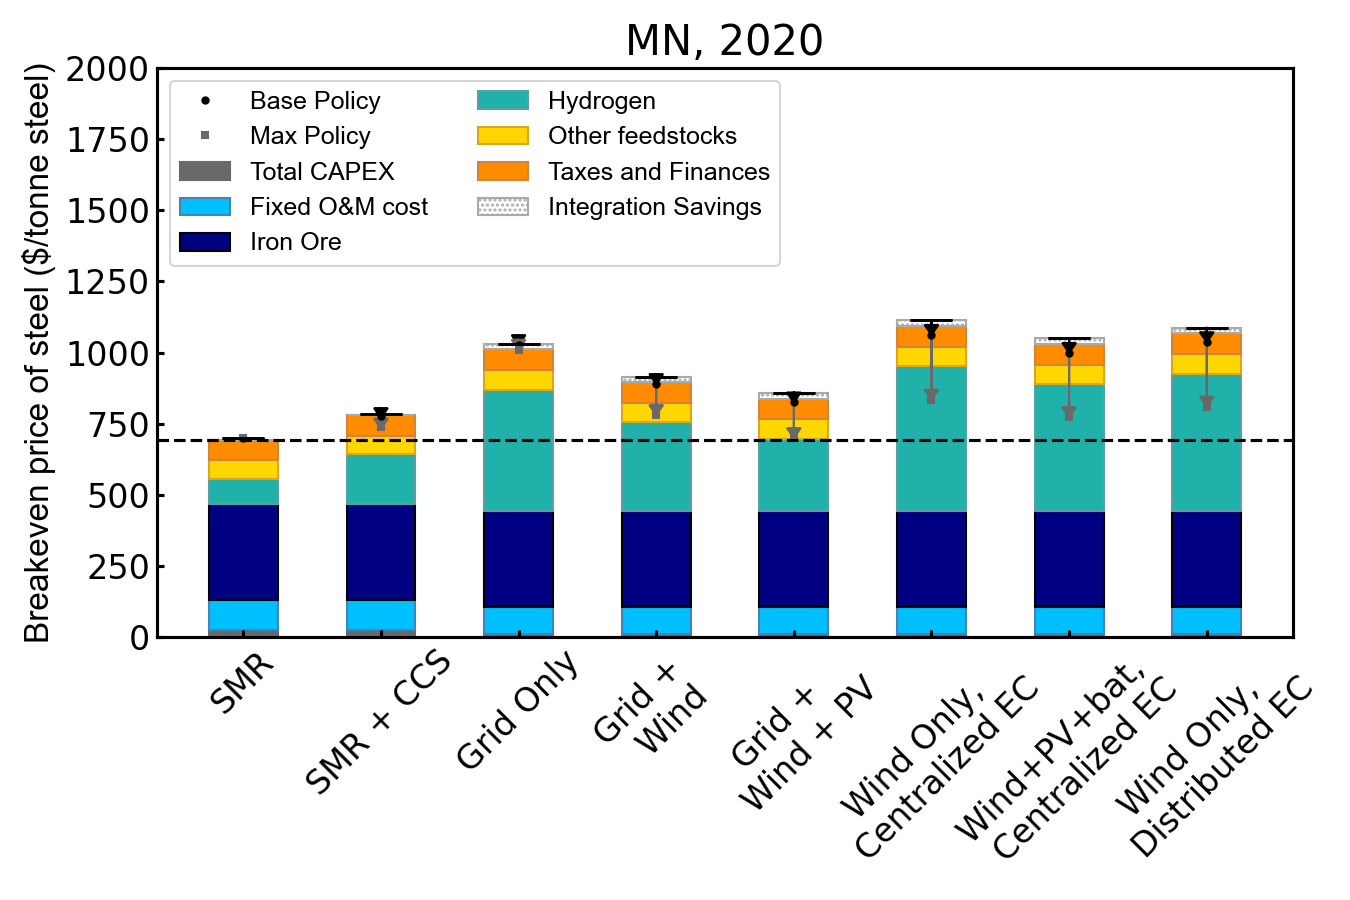 MN, 2020
Breakeven price of steel ($/tonne steel)
2000
1750
1500
1250
1000
750
500
250
0
Base Policy
Max Policy
Total CAPEX
Fixed O&M cost
Iron Ore
Hydrogen
Other feedstocks
Taxes and Finances
Integration Savings
SMR
SMR + CCS
Grid Only
Grid +
Wind
Grid +
Wind + PV
Wind Only,
Centralized EC
Wind+PV+bat,
Centralized EC
Wind Only,
Distributed EC